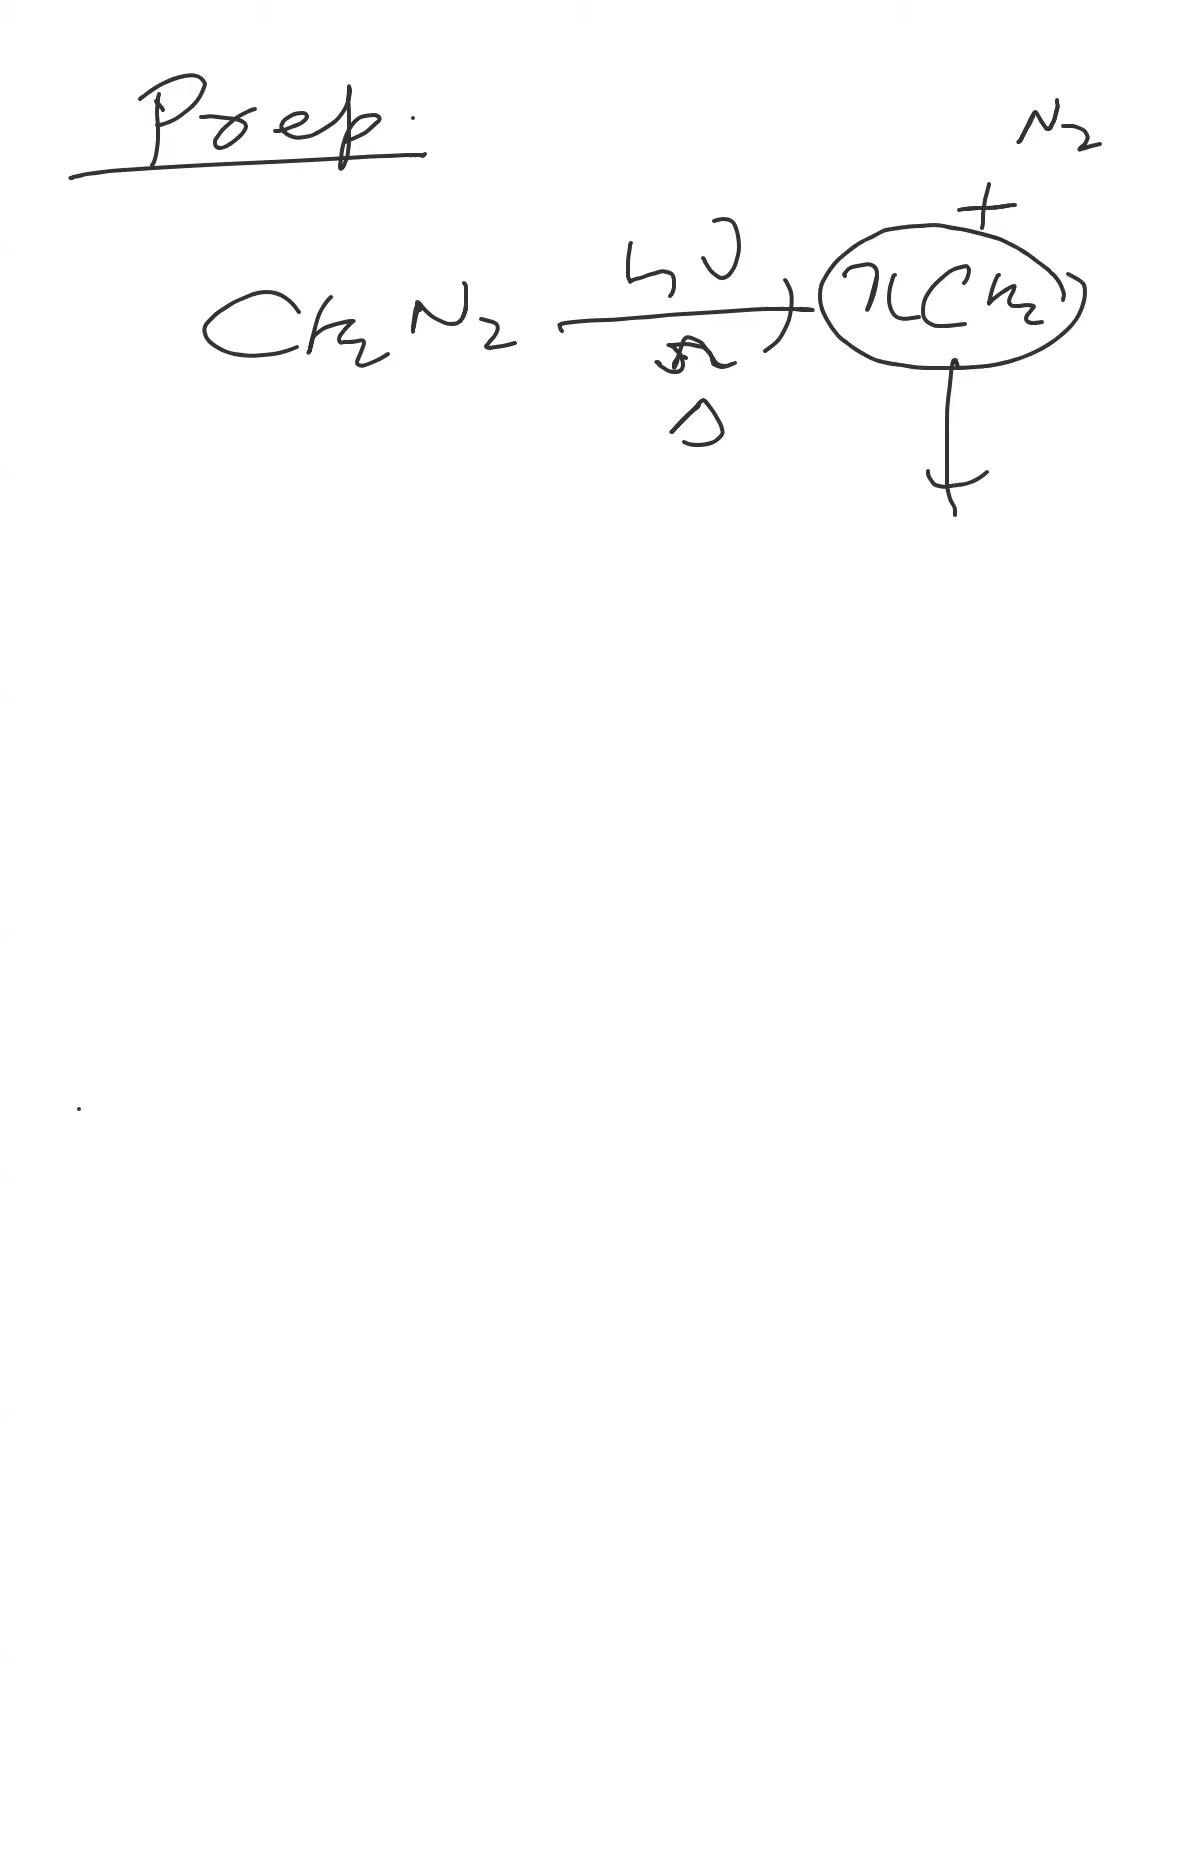 Prep.
N2
+
CH2N2 hν ⟶ :CH2
Δ